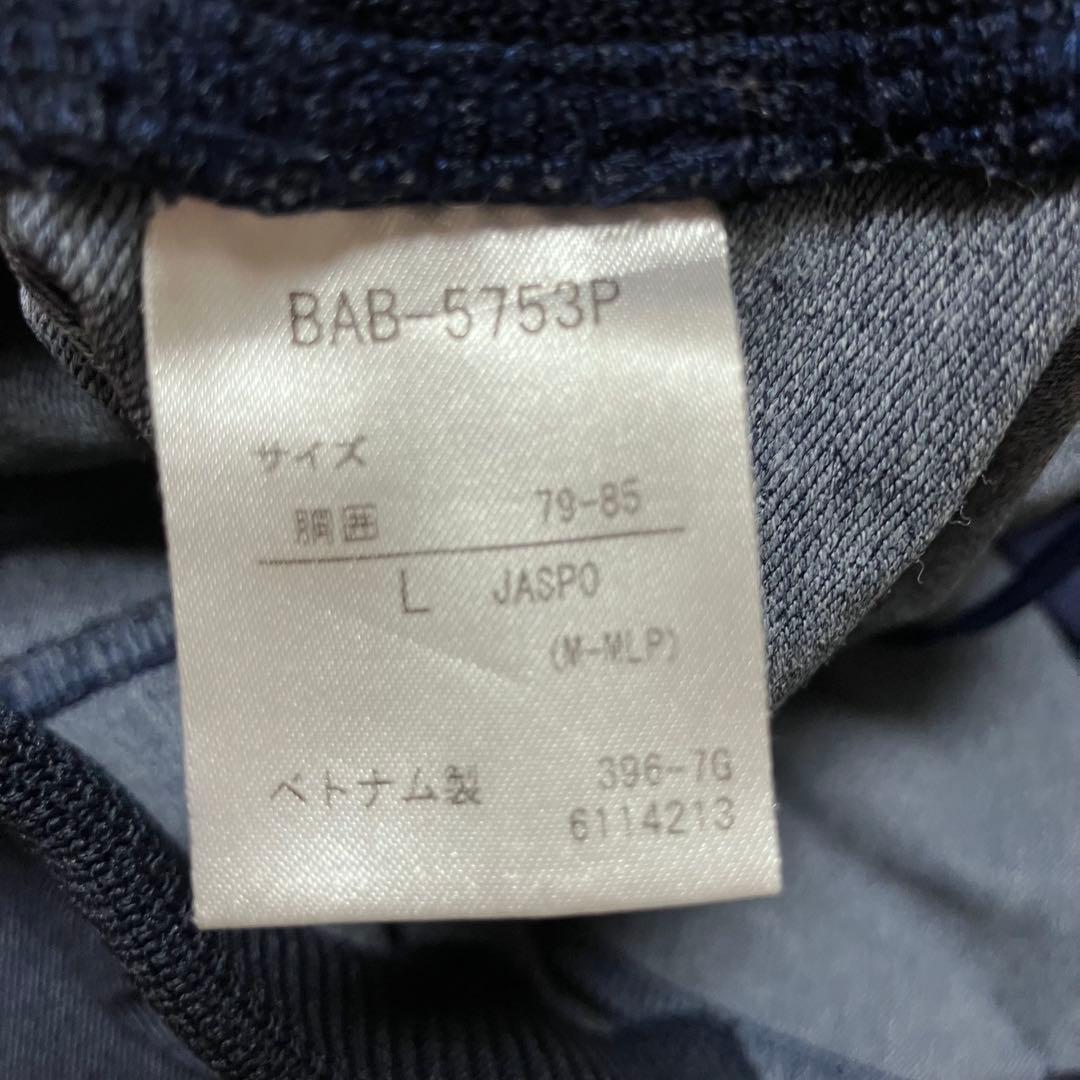 BAB-5753P
サイズ
胴囲 79-85
L JASPO
(M-MLP)
ベトナム製 396-7G
6114213